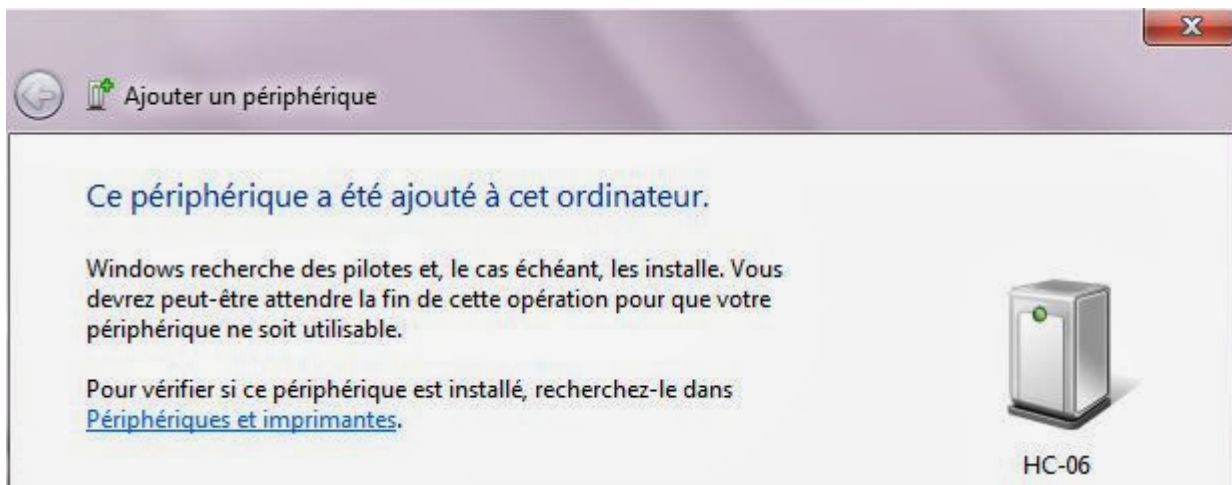 Ajouter un périphérique
Ce périphérique a été ajouté à cet ordinateur.
Windows recherche des pilotes et, le cas échéant, les installe. Vous
devrez peut-être attendre la fin de cette opération pour que votre
périphérique ne soit utilisable.
Pour vérifier si ce périphérique est installé, recherchez-le dans
Périphériques et imprimantes.
HC-06